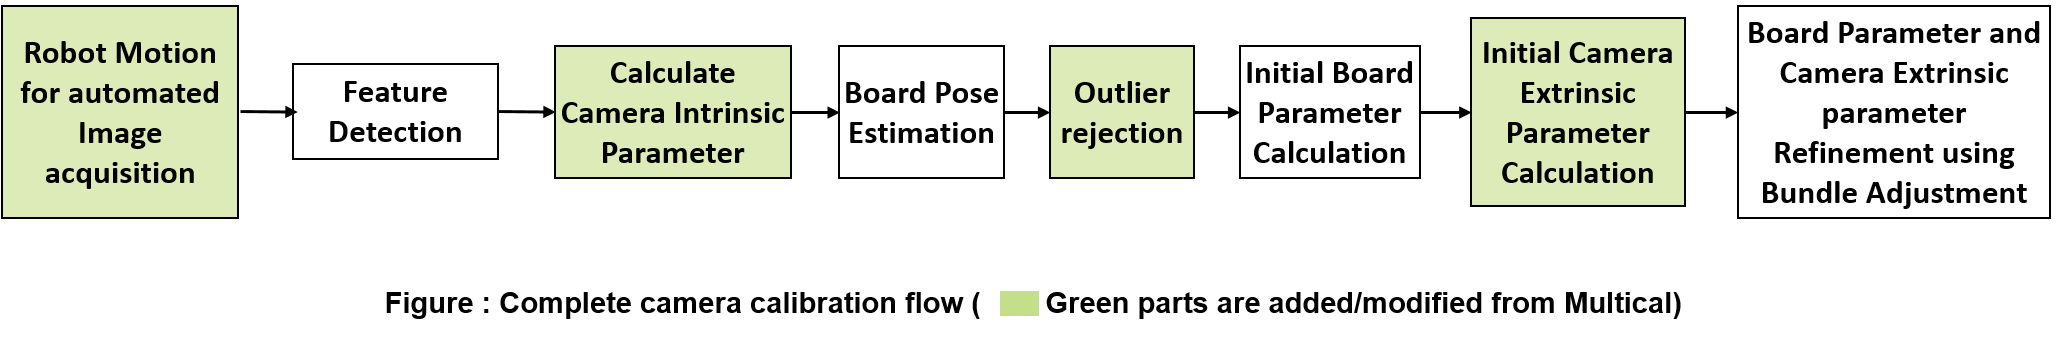 Robot Motion
for automated
Image
acquisition
Feature
Detection
Calculate
Camera Intrinsic
Parameter
Board Pose
Estimation
Outlier
rejection
Initial Board
Parameter
Calculation
Initial Camera
Extrinsic
Parameter
Calculation
Board Parameter and
Camera Extrinsic
parameter
Refinement using
Bundle Adjustment
Figure : Complete camera calibration flow ( Green parts are added/modified from Multical)